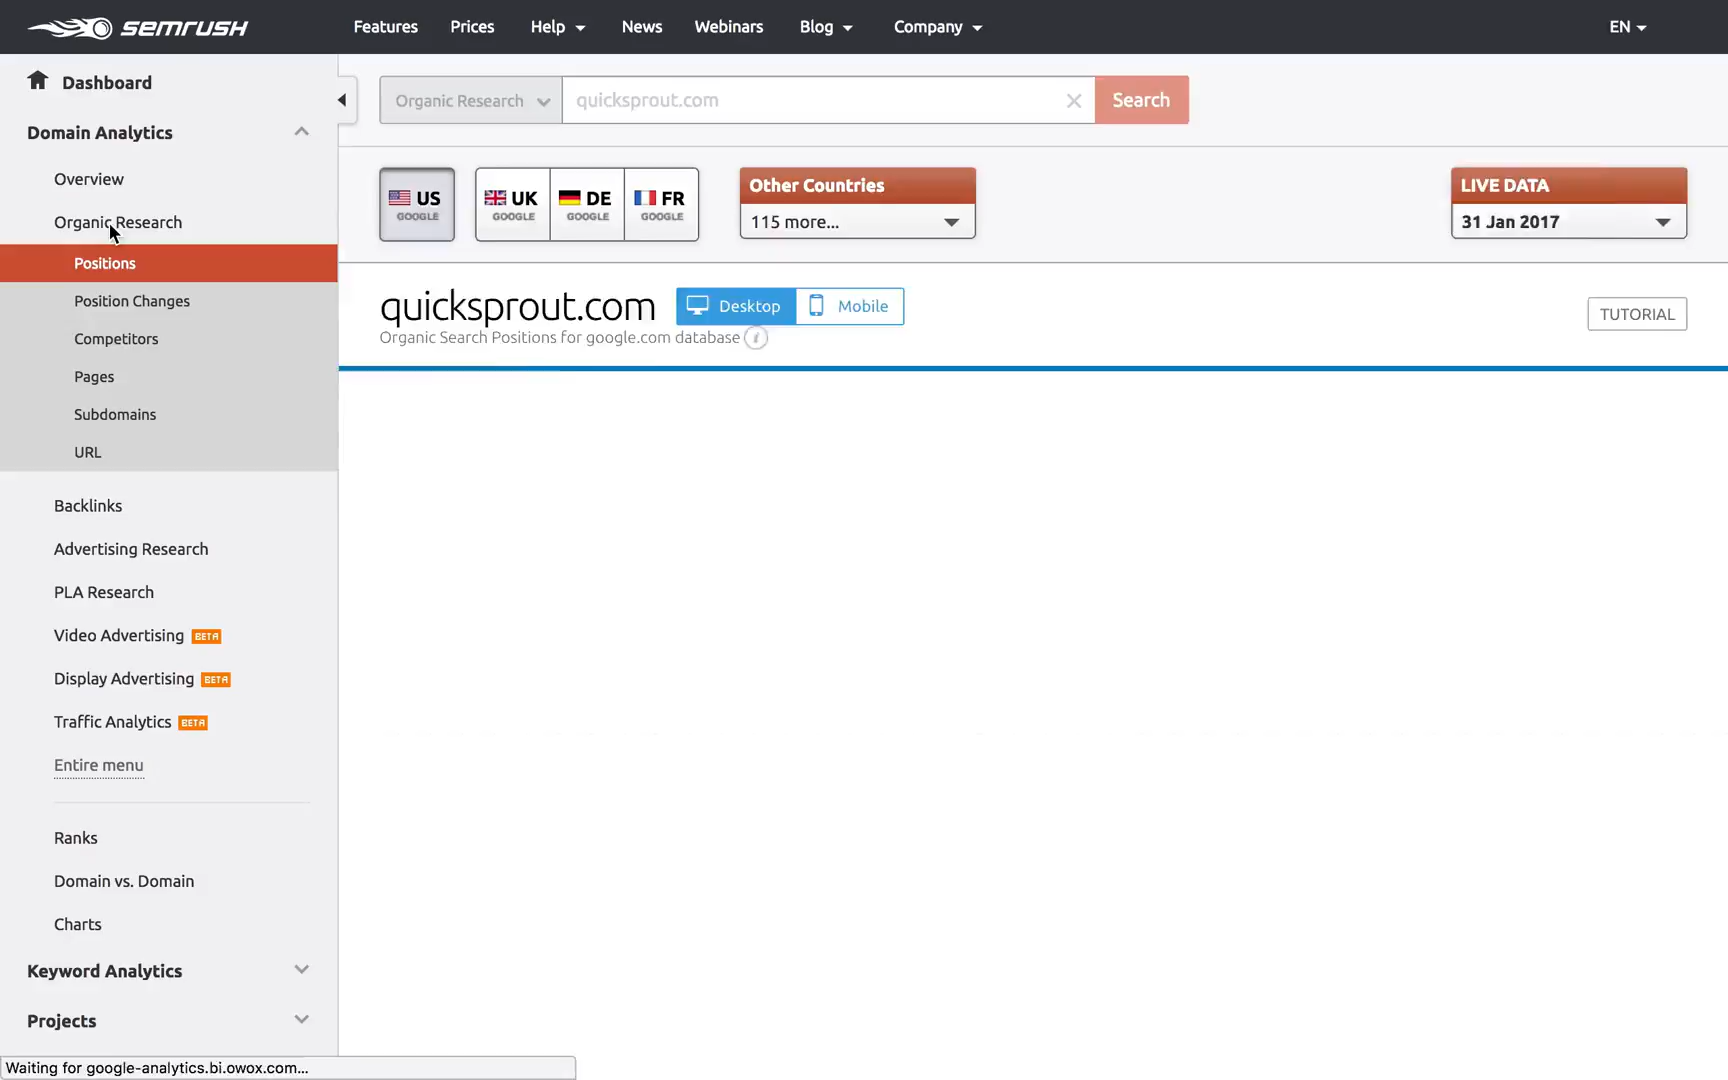 SEMRUSH
Features
Prices
Help
News
Webinars
Blog
Company
EN
Dashboard
Domain Analytics
Overview
Organic Research
Positions
Position Changes
Competitors
Pages
Subdomains
URL
Backlinks
Advertising Research
PLA Research
Video Advertising BETA
Display Advertising BETA
Traffic Analytics BETA
Entire menu
Ranks
Domain vs. Domain
Charts
Keyword Analytics
Projects
Waiting for google-analytics.bi.owox.com...
Organic Research
quicksprout.com
Search
US
GOOGLE
UK
GOOGLE
DE
GOOGLE
FR
GOOGLE
Other Countries
115 more...
LIVE DATA
31 Jan 2017
quicksprout.com
Desktop
Mobile
Organic Search Positions for google.com database i
TUTORIAL